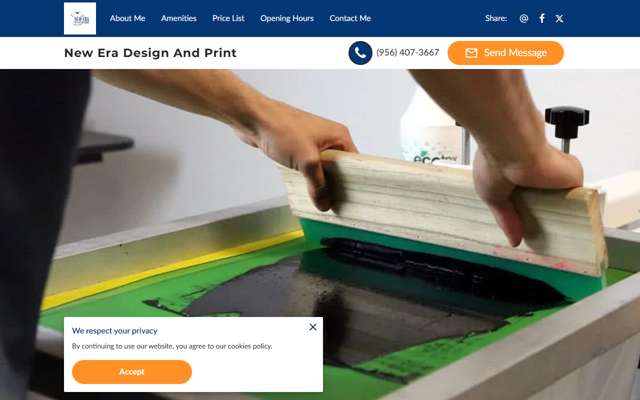 About Me Amenities Price List Opening Hours Contact Me Share:
New Era Design And Print
(956) 407-3667
Send Message
We respect your privacy
By continuing to use our website, you agree to our cookies policy.
Accept